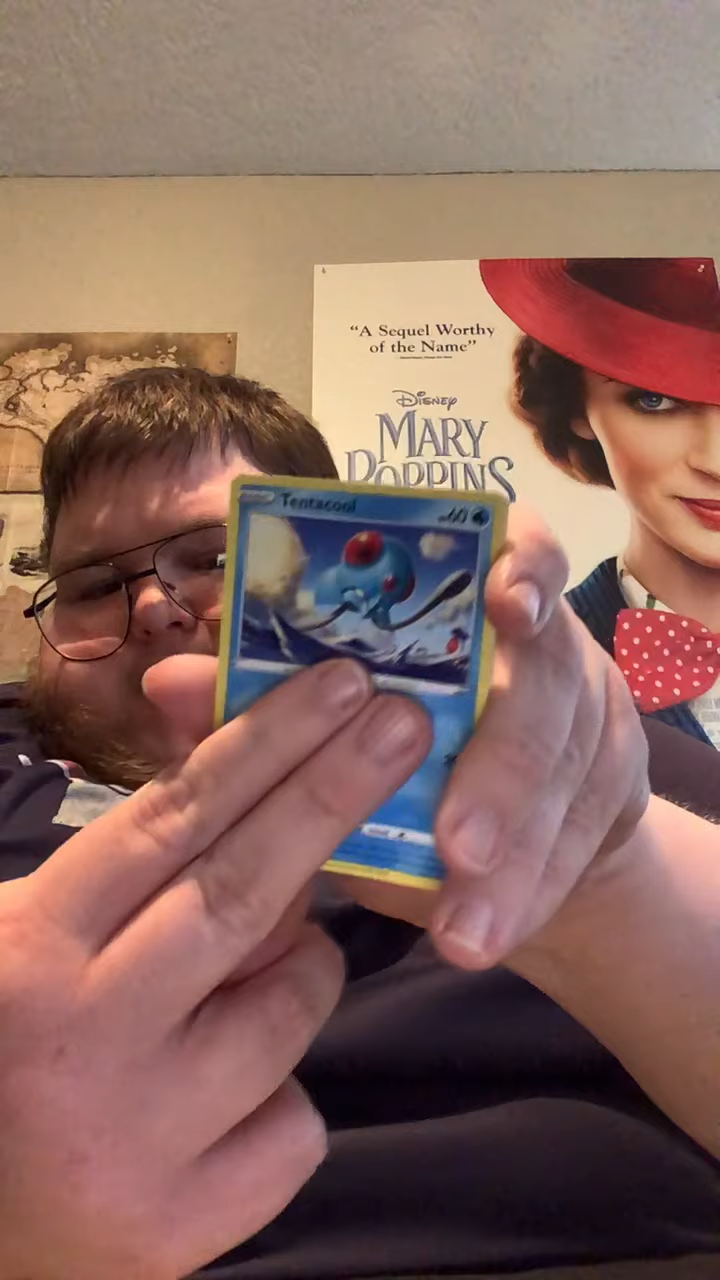 "A Sequel Worthy
of the Name"
Disney
MARY
POPPINS
Tentacool
60